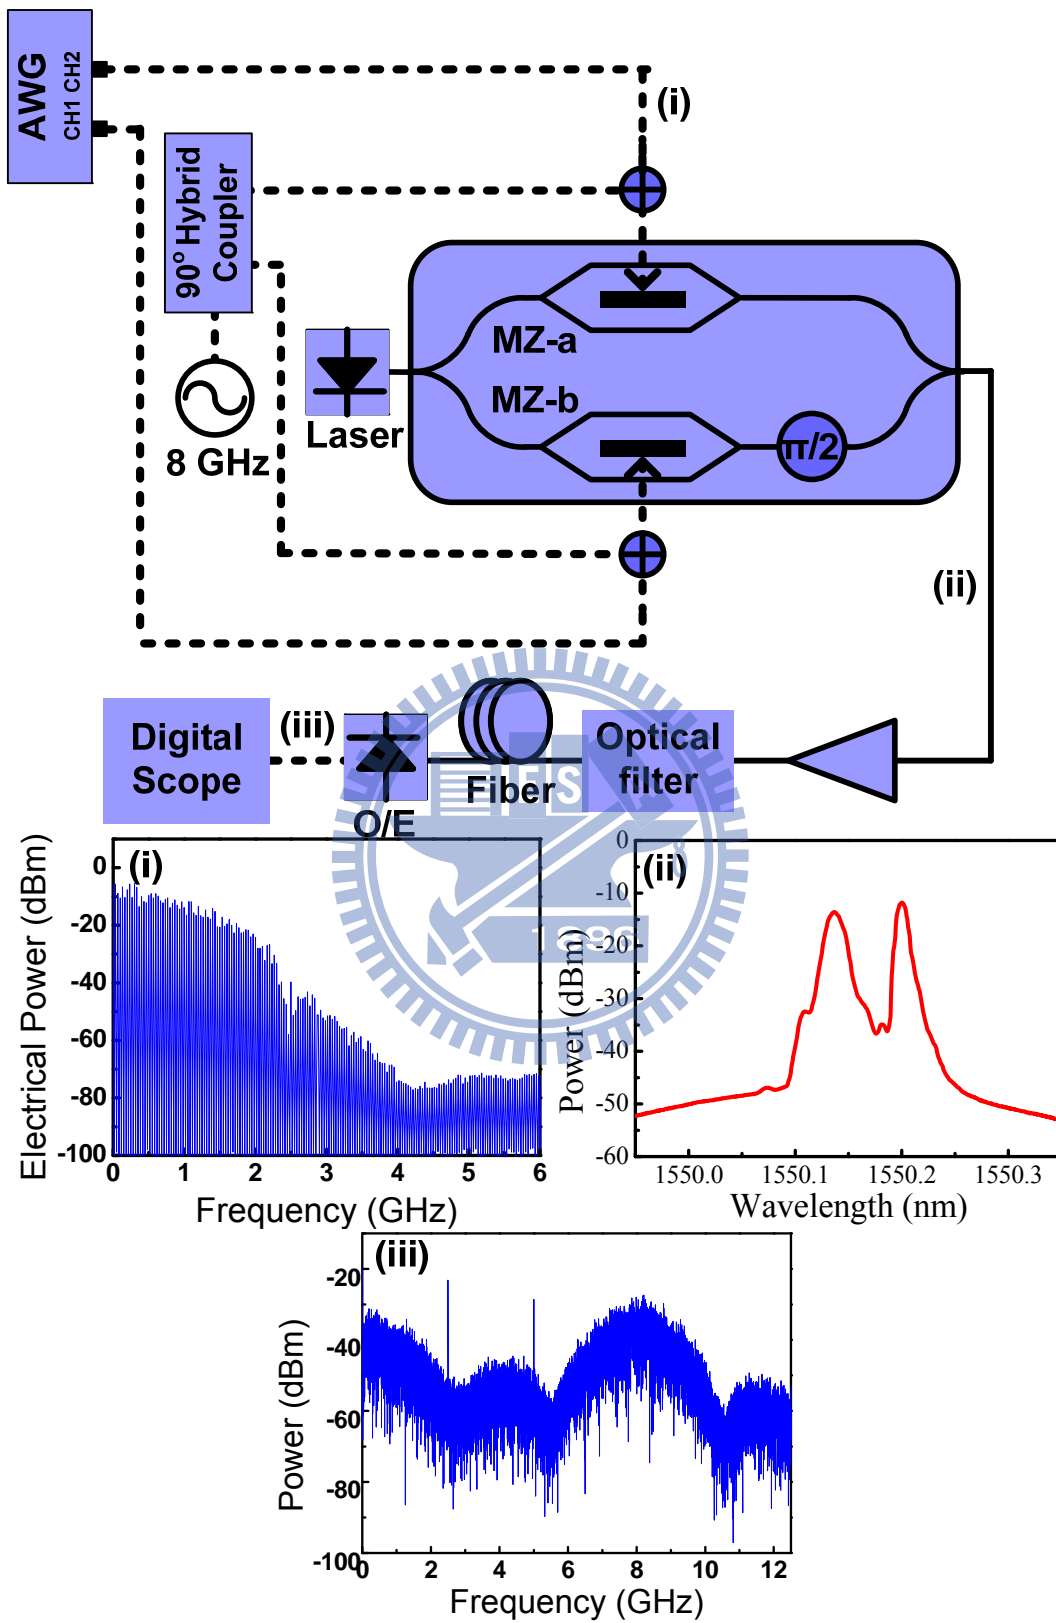 AWG
CH1 CH2
(i)
90° Hybrid
Coupler
MZ-a
MZ-b
π/2
Laser
8 GHz
(ii)
Digital
Scope
(iii)
O/E
Fiber
Optical
filter
ES
1896
(i)
Electrical Power (dBm)
0
-20
-40
-60
-80
-100
0 1 2 3 4 5 6
Frequency (GHz)
(ii)
Power (dBm)
0
-10
-20
-30
-40
-50
-60
1550.0 1550.1 1550.2 1550.3
Wavelength (nm)
(iii)
Power (dBm)
-20
-40
-60
-80
-100
0 2 4 6 8 10 12
Frequency (GHz)